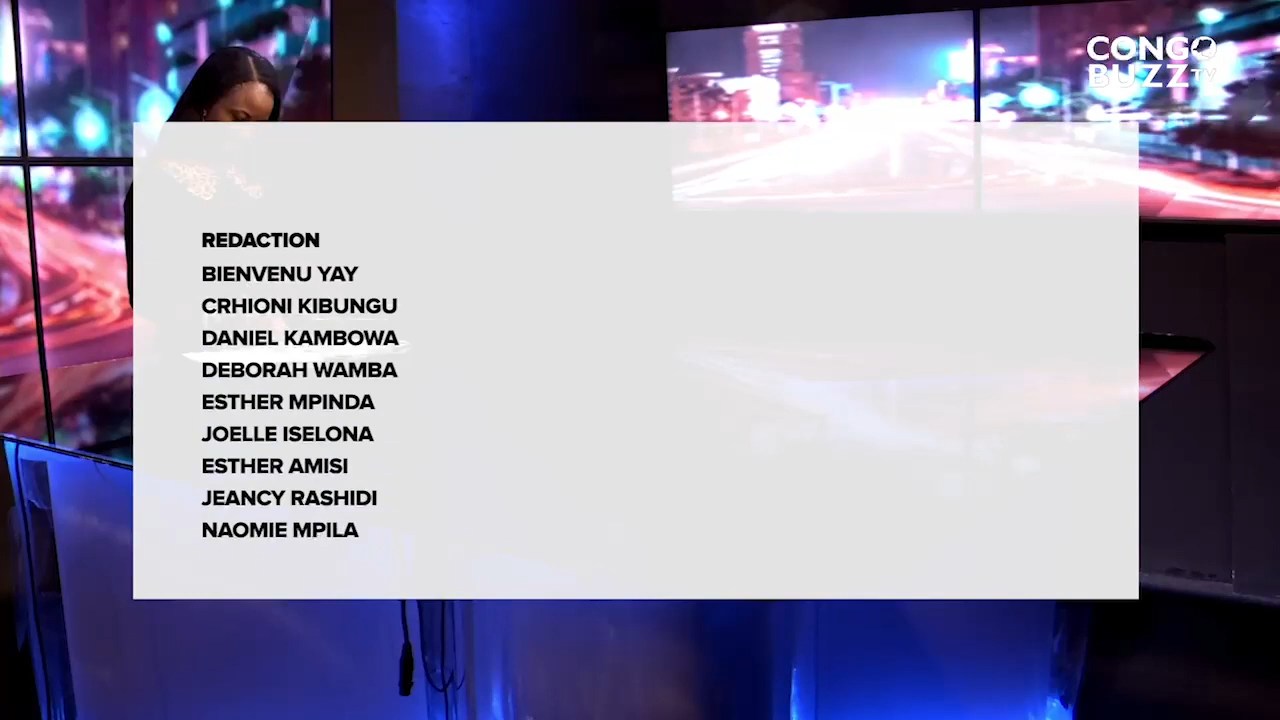 CONGO
BUZZ TV
REDACTION
BIENVENU YAY
CRHIONI KIBUNGU
DANIEL KAMBOWA
DEBORAH WAMBA
ESTHER MPINDA
JOELLE ISELONA
ESTHER AMISI
JEANCY RASHIDI
NAOMIE MPILA